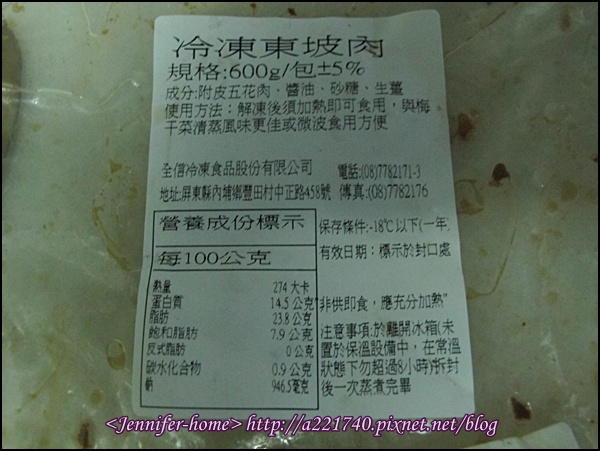 冷凍東坡肉
規格:600g/包±5%
成分:附皮五花肉、醬油、砂糖、生薑
使用方法：解凍後須加熱即可食用，與梅
干菜清蒸風味更佳或微波食用方便
全信冷凍食品股份有限公司 電話:(08)7782171-3
地址:屏東縣內埔鄉豐田村中正路458號 傳真:(08)7782176
營養成份標示
每100公克
熱量 274 大卡
蛋白質 14.5 公克
脂肪 23.8 公克
飽和脂肪 7.9 公克
反式脂肪 0 公克
碳水化合物 0.9 公克
鈉 946.5毫克
保存條件:-18℃以下(一年)
有效日期：標示於封口處
"非供即食，應充分加熱"
注意事項:於離開冰箱(未
置於保溫設備中，在常溫
狀態下勿超過8小時)拆封
後一次蒸煮完畢
<Jennifer-home> http://a221740.pixnet.net/blog